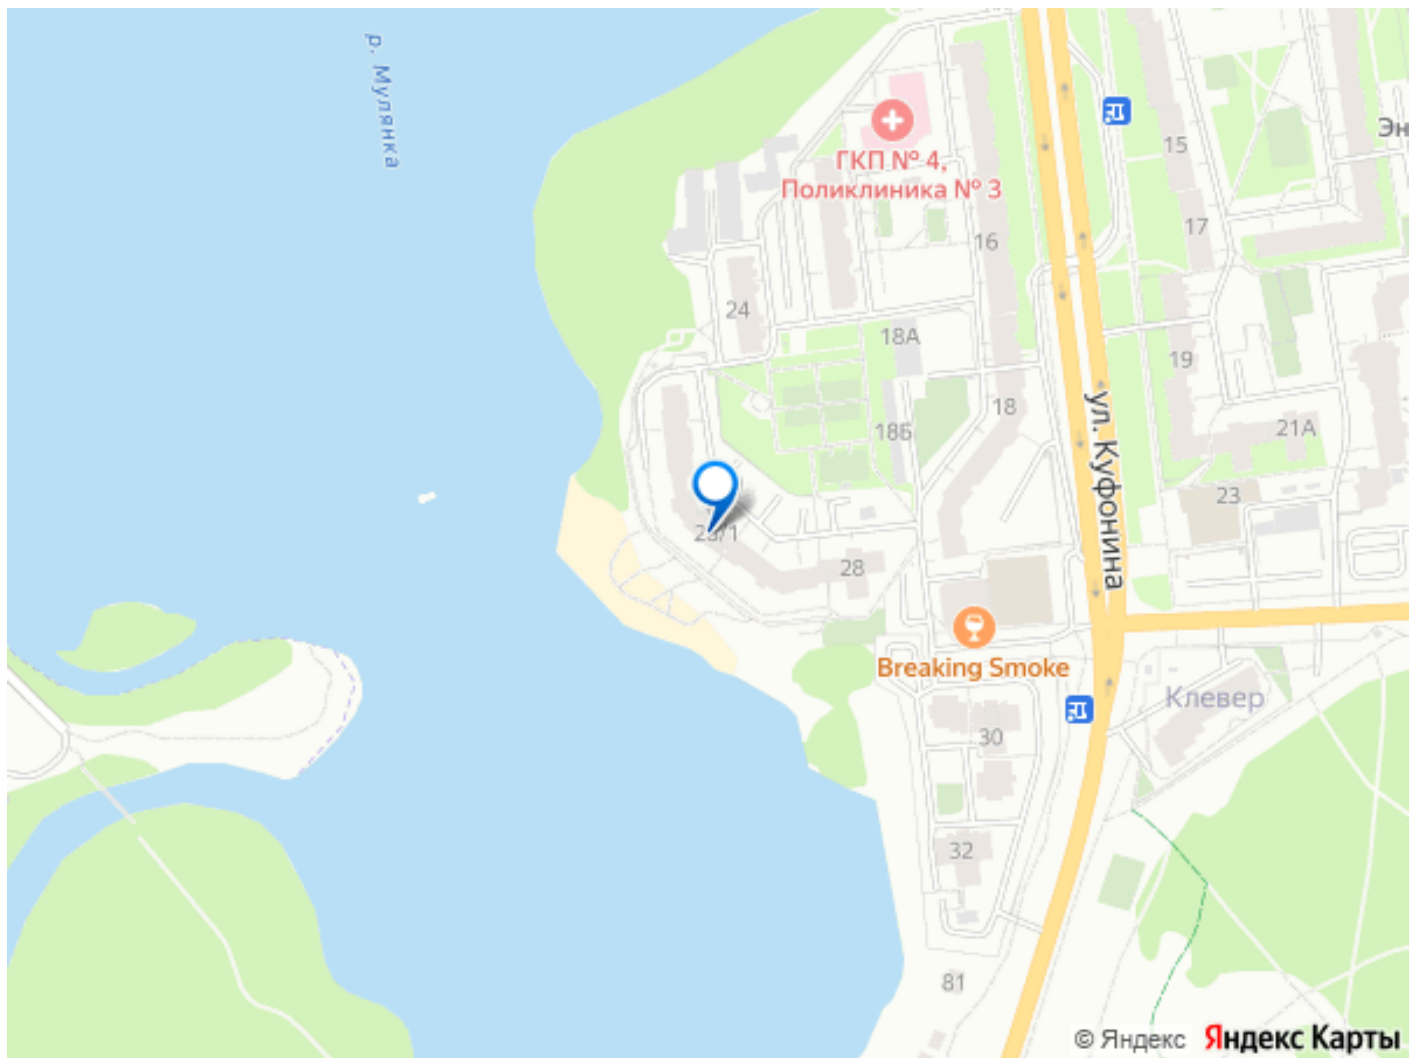 р. Мулянка
ГКП № 4,
Поликлиника № 3
15
Эн
17
16
24
18А
19
18
18Б
21А
ул. Куфонина
23
28
Breaking Smoke
Клевер
30
32
81
© Яндекс
Яндекс Карты